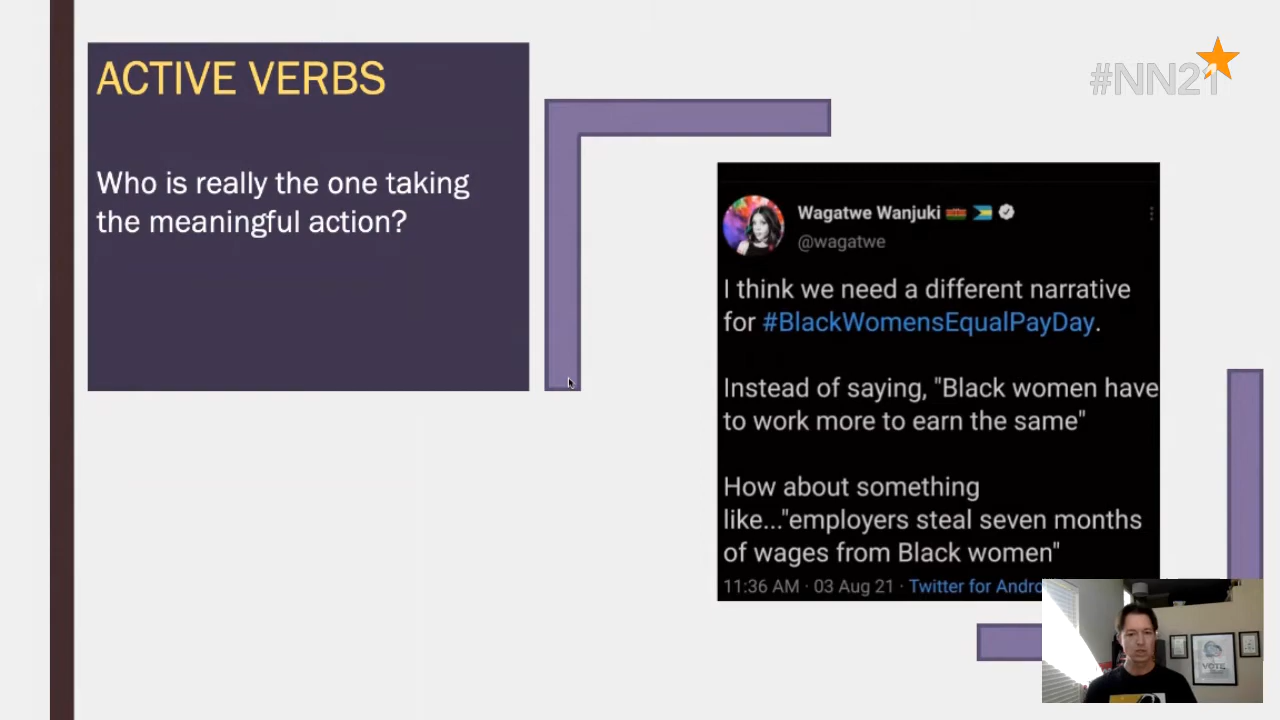 ACTIVE VERBS
Who is really the one taking
the meaningful action?
#NN21
Wagatwe Wanjuki
@wagatwe
I think we need a different narrative
for #BlackWomensEqualPayDay.
Instead of saying, "Black women have
to work more to earn the same"
How about something
like..."employers steal seven months
of wages from Black women"
11:36 AM · 03 Aug 21 · Twitter for Andro
VOTE